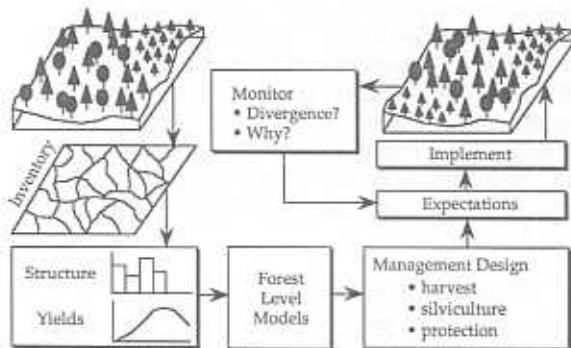 Monitor
• Divergence?
• Why?
Implement
Inventory
Expectations
Structure
Yields
Forest
Level
Models
Management Design
• harvest
• silviculture
• protection